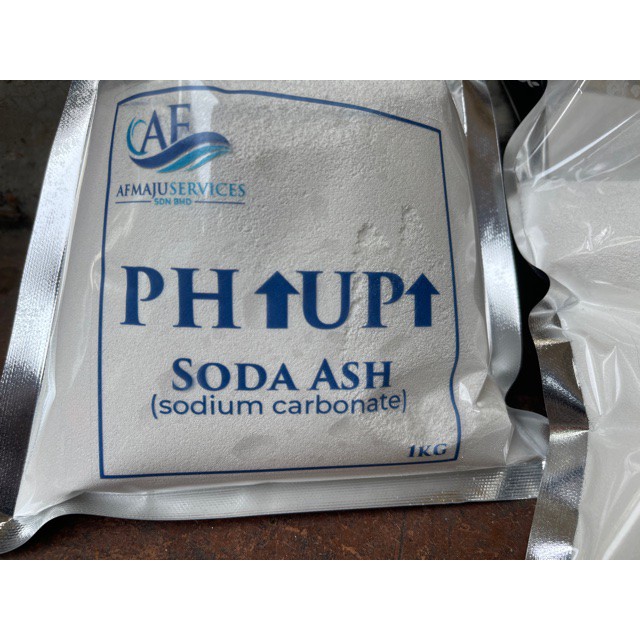 AF
AFMAJUSERVICES
SDN BHD
PH ⬆UP⬆
SODA ASH
(sodium carbonate)
1KG